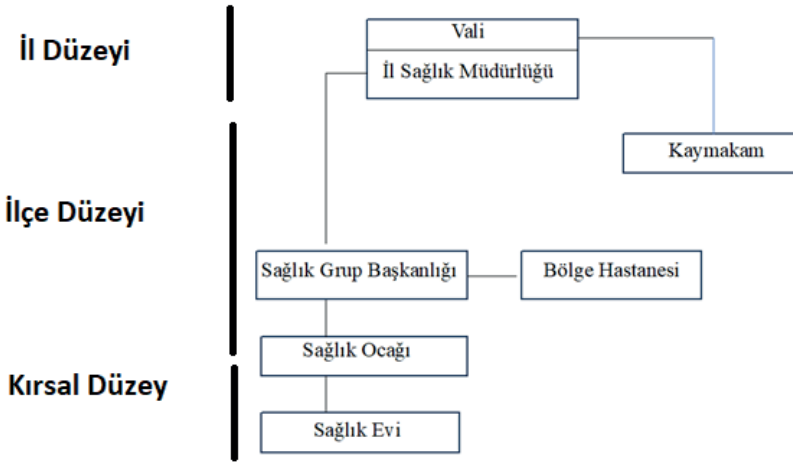 İl Düzeyi
Vali
İl Sağlık Müdürlüğü
Kaymakam
İlçe Düzeyi
Sağlık Grup Başkanlığı
Bölge Hastanesi
Sağlık Ocağı
Kırsal Düzey
Sağlık Evi